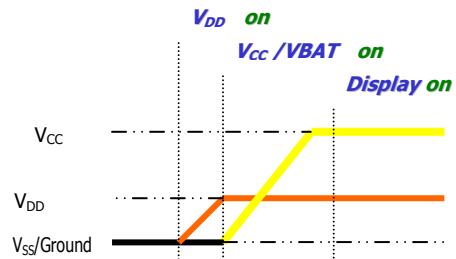 VDD on
VCC /VBAT on
Display on
VCC
VDD
VSS/Ground